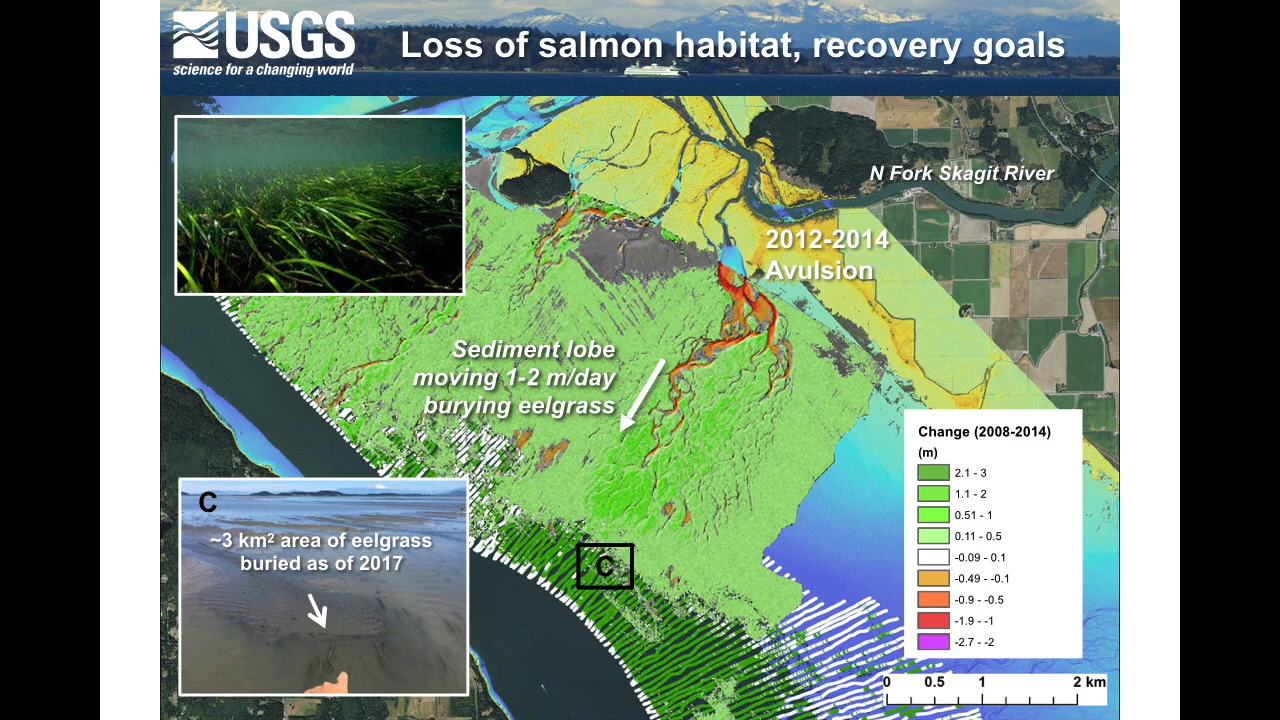 USGS
science for a changing world
Loss of salmon habitat, recovery goals
N Fork Skagit River
2012-2014
Avulsion
Sediment lobe
moving 1-2 m/day
burying eelgrass
C
~3 km² area of eelgrass
buried as of 2017
C
Change (2008-2014)
(m)
2.1 - 3
1.1 - 2
0.51 - 1
0.11 - 0.5
-0.09 - 0.1
-0.49 - -0.1
-0.9 - -0.5
-1.9 - -1
-2.7 - -2
0 0.5 1 2 km